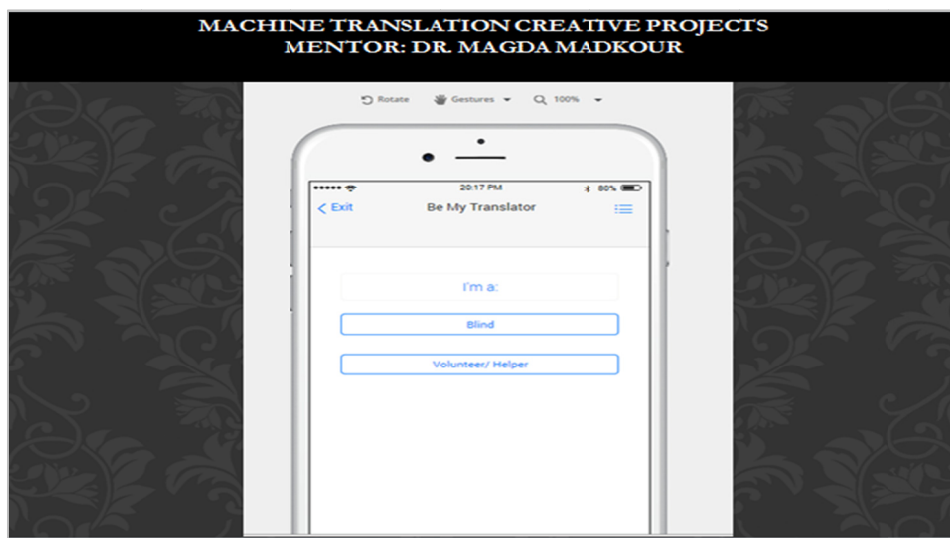 MACHINE TRANSLATION CREATIVE PROJECTS
MENTOR: DR. MAGDA MADKOUR
Rotate Gestures 100%
20:17 PM 80%
Exit Be My Translator
I'm a:
Blind
Volunteer/ Helper